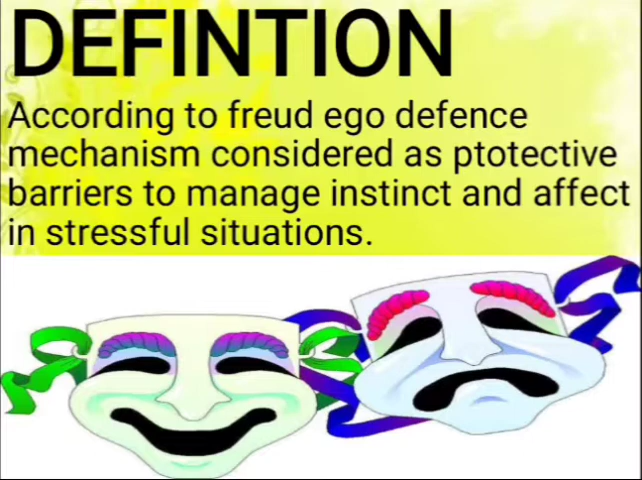 DEFINTION
According to freud ego defence
mechanism considered as ptotective
barriers to manage instinct and affect
in stressful situations.